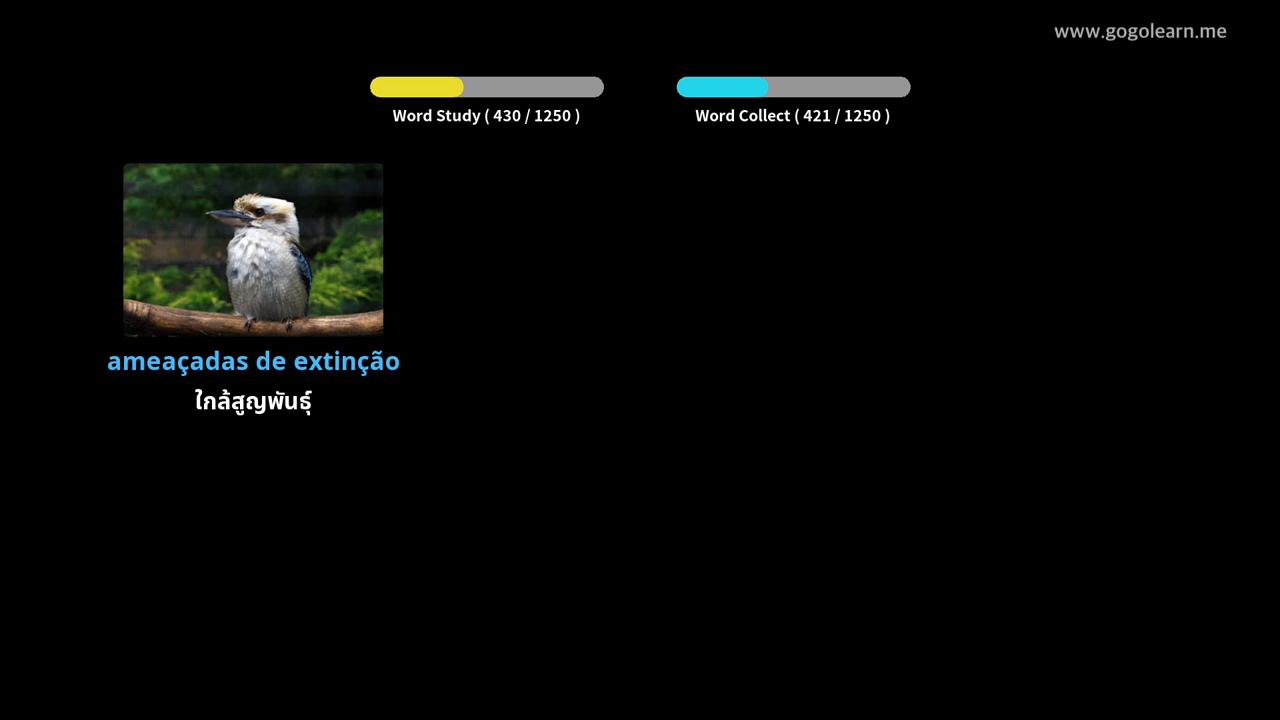 www.gogolearn.me
Word Study ( 430 / 1250 )
Word Collect ( 421 / 1250 )
ameaçadas de extinção
ใกล้สูญพันธุ์